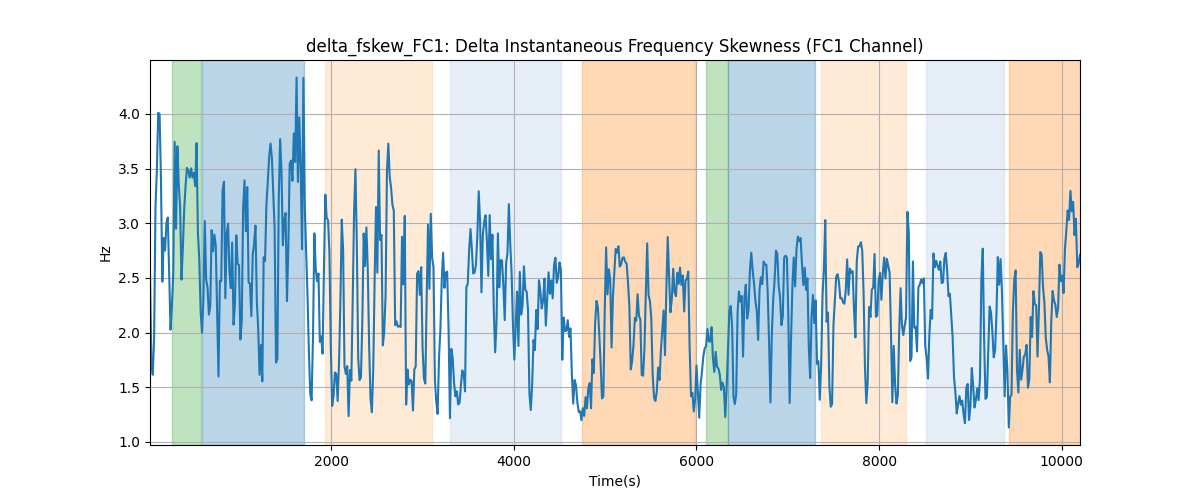 delta_fskew_FC1: Delta Instantaneous Frequency Skewness (FC1 Channel)
4.0
3.5
3.0
2.5
2.0
1.5
1.0
Hz
2000 4000 6000 8000 10000
Time(s)